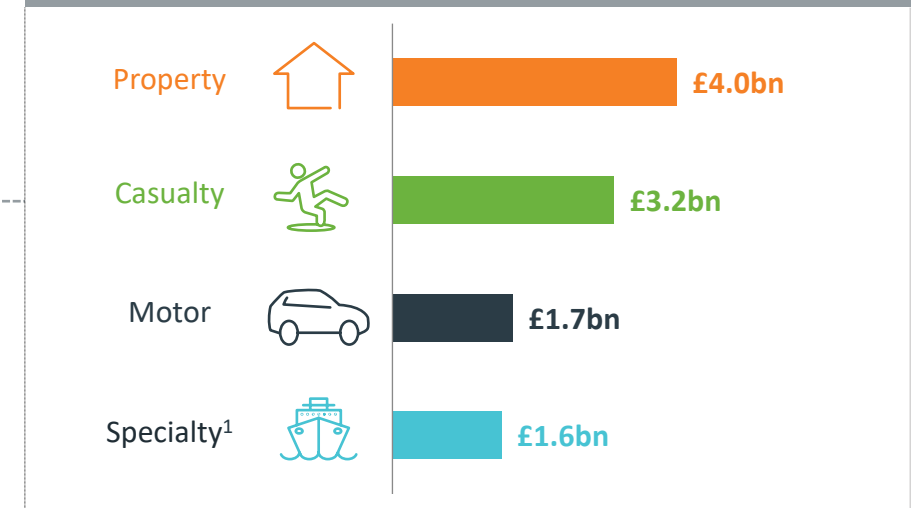 Property £4.0bn
Casualty £3.2bn
Motor £1.7bn
Specialty¹ £1.6bn